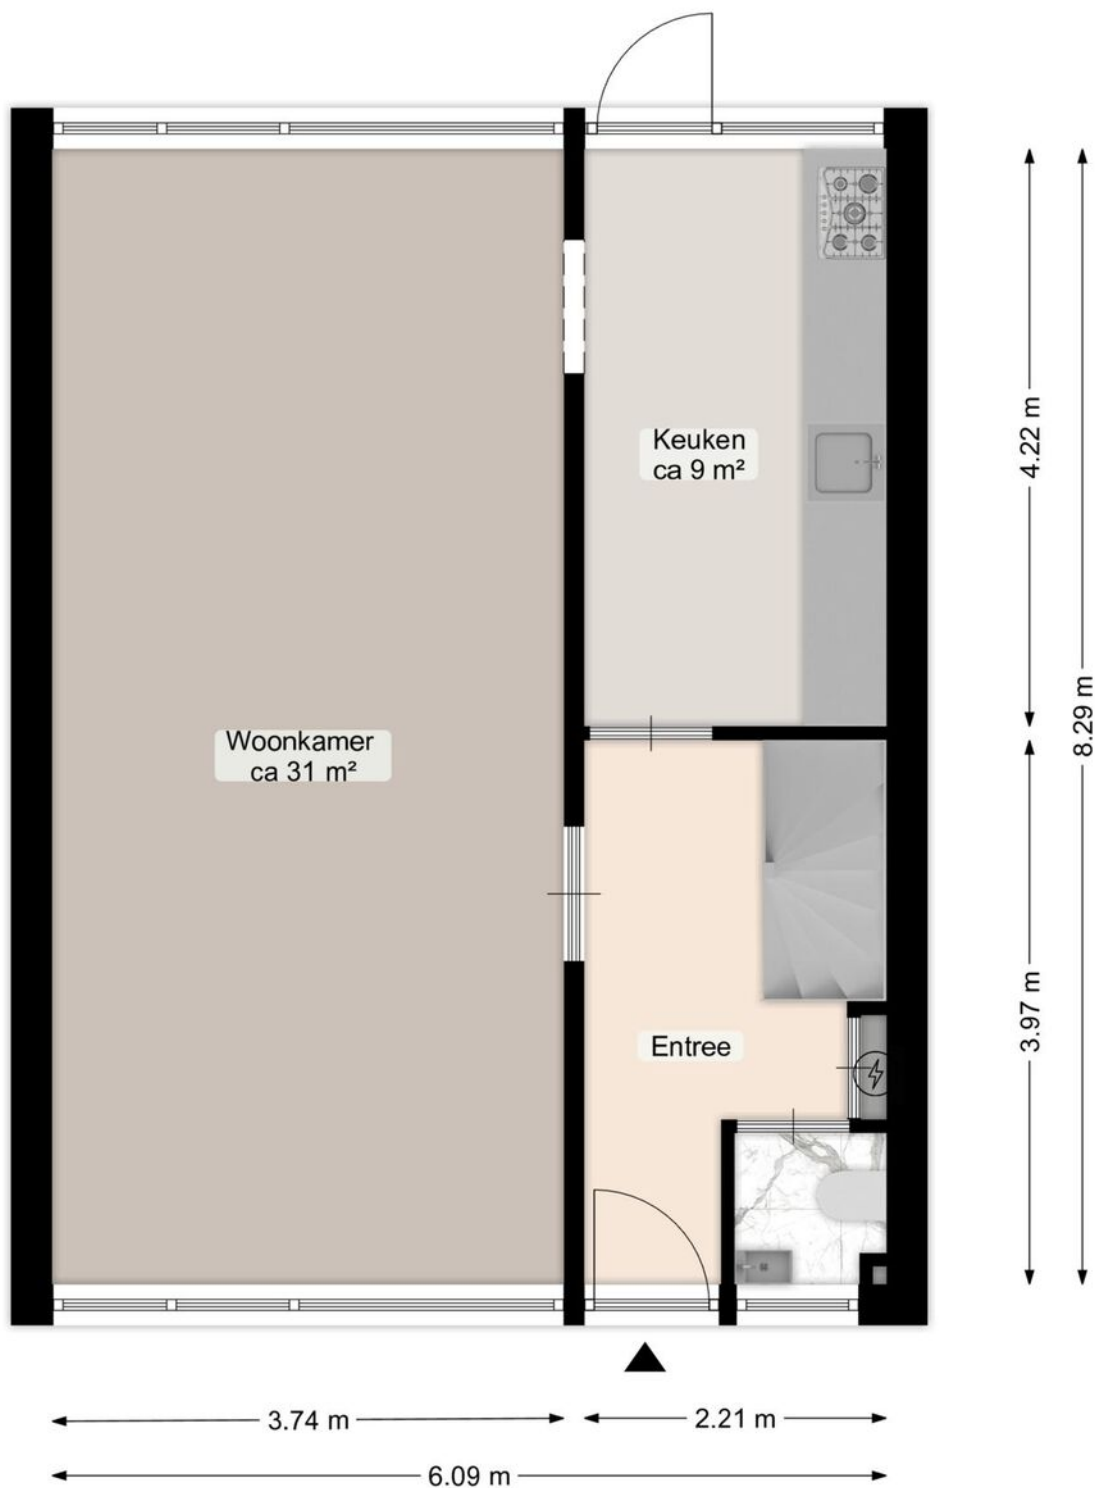 Keuken
ca 9 m²
4.22 m
8.29 m
Woonkamer
ca 31 m²
3.97 m
Entree
3.74 m
2.21 m
6.09 m